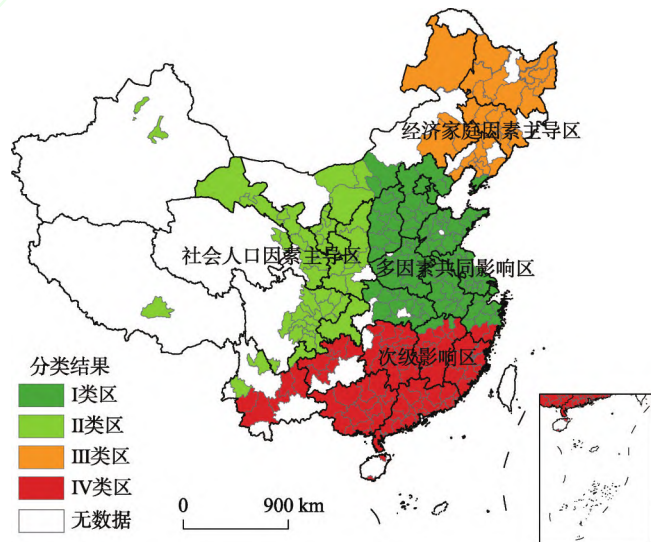 经济家庭因素主导区
社会人口因素主导区
多因素共同影响区
次级影响区
分类结果
I类区
II类区
III类区
IV类区
无数据
0 900 km